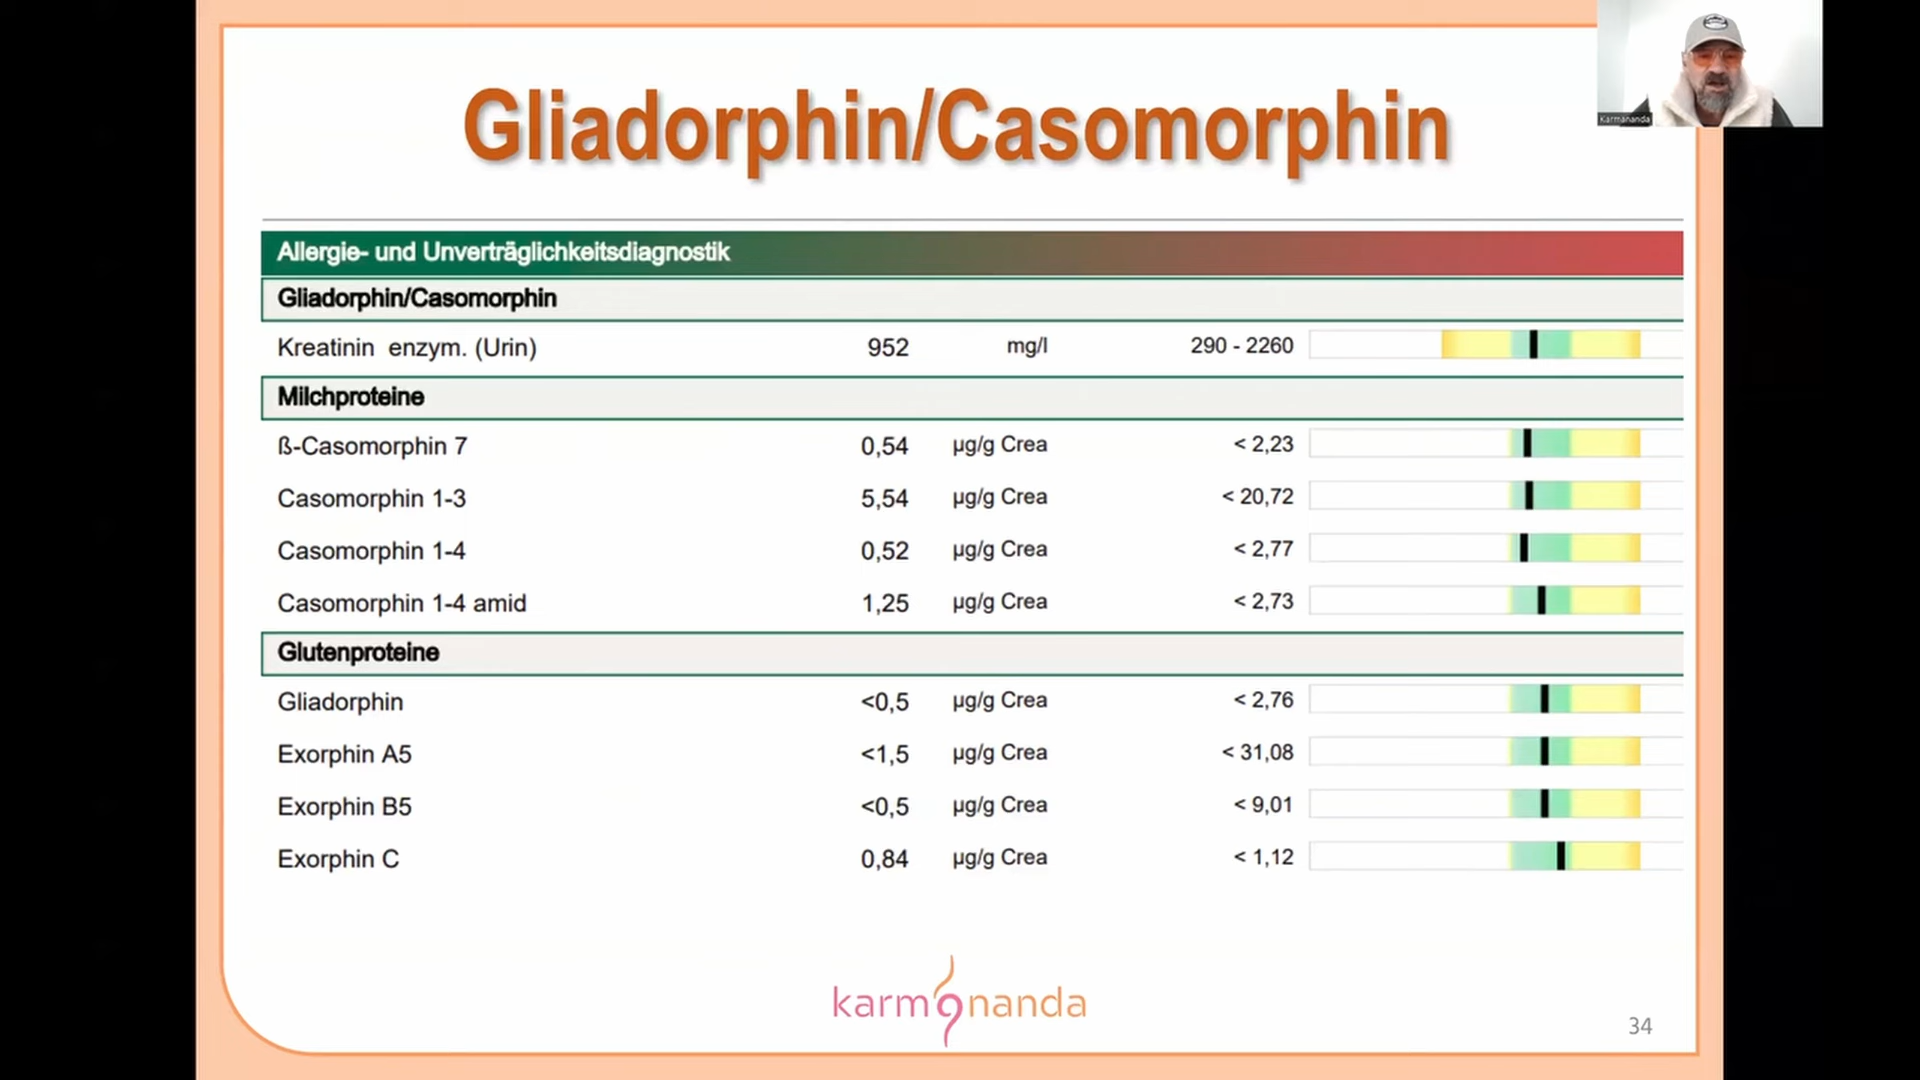 Gliadorphin/Casomorphin
Karmananda
Allergie- und Unverträglichkeitsdiagnostik
Gliadorphin/Casomorphin
Kreatinin enzym. (Urin) 952 mg/l 290 - 2260
Milchproteine
ß-Casomorphin 7 0,54 µg/g Crea < 2,23
Casomorphin 1-3 5,54 µg/g Crea < 20,72
Casomorphin 1-4 0,52 µg/g Crea < 2,77
Casomorphin 1-4 amid 1,25 µg/g Crea < 2,73
Glutenproteine
Gliadorphin <0,5 µg/g Crea < 2,76
Exorphin A5 <1,5 µg/g Crea < 31,08
Exorphin B5 <0,5 µg/g Crea < 9,01
Exorphin C 0,84 µg/g Crea < 1,12
karmananda
34